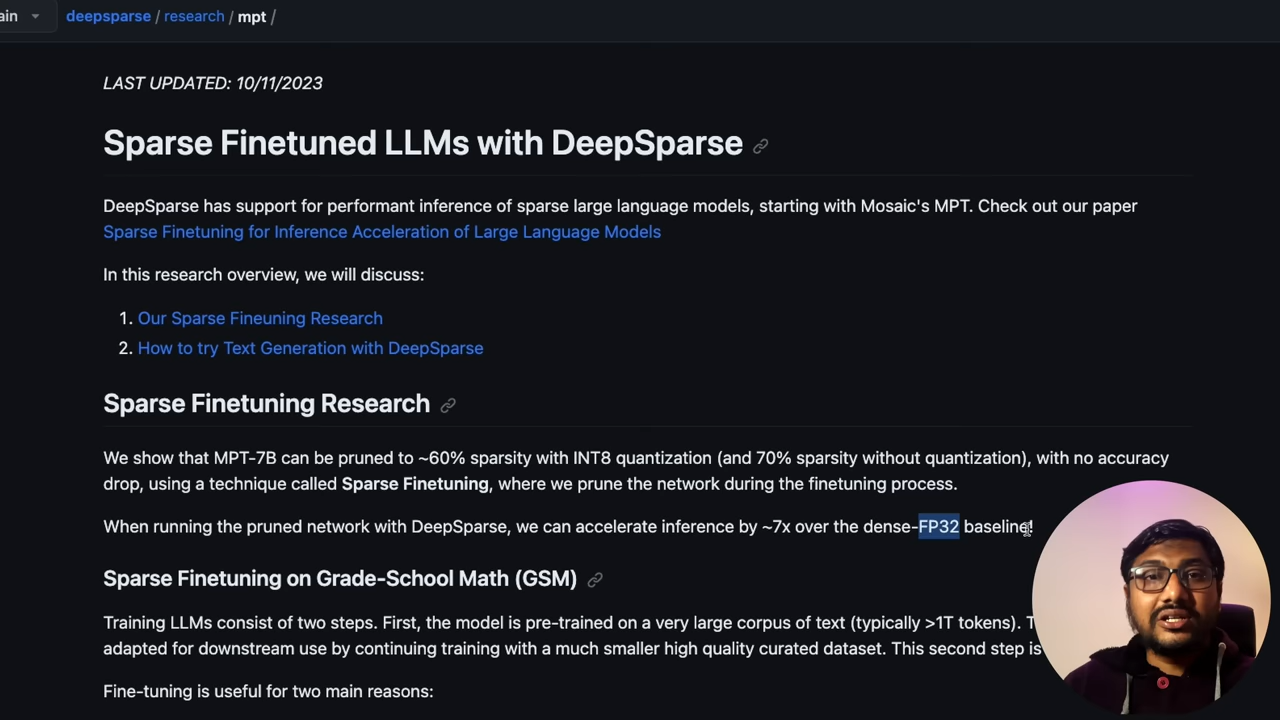 ain
deepsparse / research / mpt /
LAST UPDATED: 10/11/2023
Sparse Finetuned LLMs with DeepSparse
DeepSparse has support for performant inference of sparse large language models, starting with Mosaic's MPT. Check out our paper
Sparse Finetuning for Inference Acceleration of Large Language Models
In this research overview, we will discuss:
1. Our Sparse Fineuning Research
2. How to try Text Generation with DeepSparse
Sparse Finetuning Research
We show that MPT-7B can be pruned to ~60% sparsity with INT8 quantization (and 70% sparsity without quantization), with no accuracy
drop, using a technique called Sparse Finetuning, where we prune the network during the finetuning process.
When running the pruned network with DeepSparse, we can accelerate inference by ~7x over the dense-FP32 baseline!
Sparse Finetuning on Grade-School Math (GSM)
Training LLMs consist of two steps. First, the model is pre-trained on a very large corpus of text (typically >1T tokens). T
adapted for downstream use by continuing training with a much smaller high quality curated dataset. This second step is
Fine-tuning is useful for two main reasons: